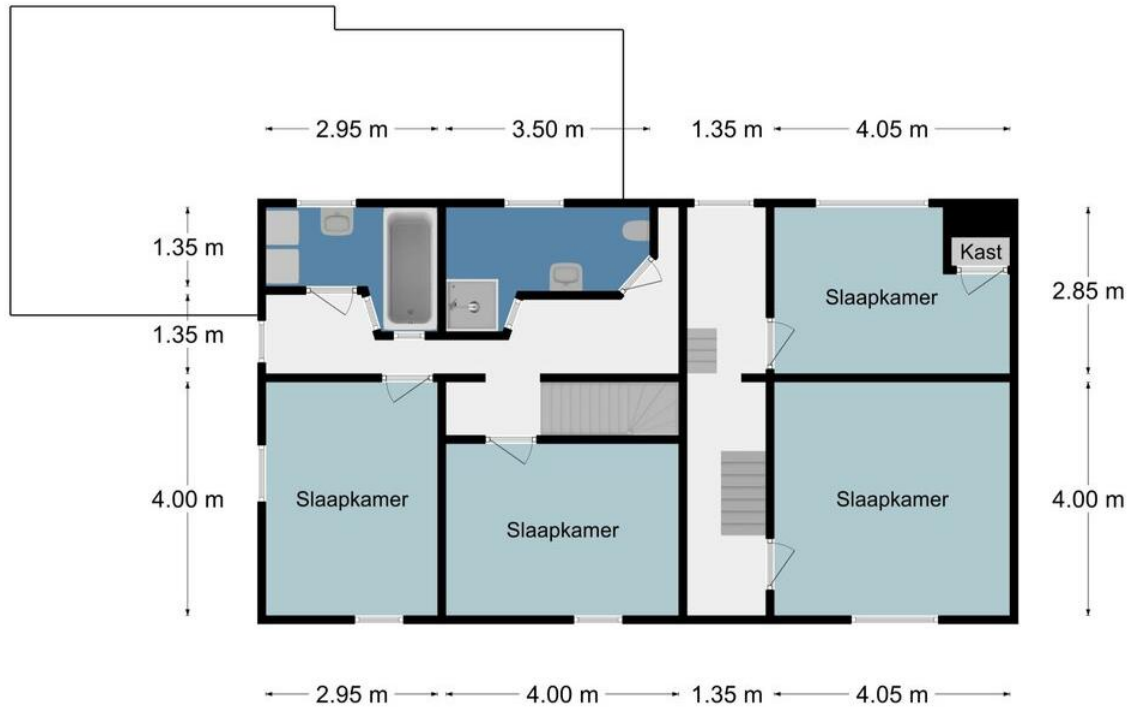 2.95 m
3.50 m
1.35 m
4.05 m
1.35 m
Kast
Slaapkamer
2.85 m
1.35 m
4.00 m
Slaapkamer
Slaapkamer
Slaapkamer
4.00 m
2.95 m
4.00 m
1.35 m
4.05 m